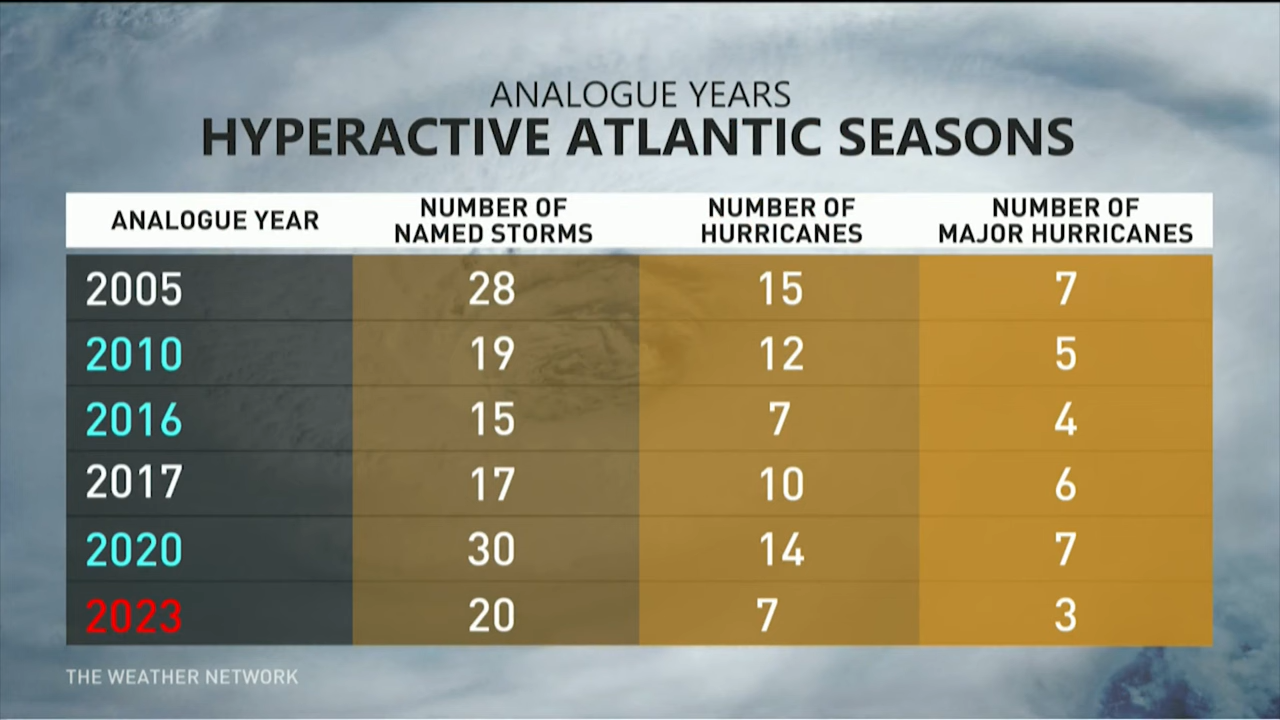 ANALOGUE YEARS
HYPERACTIVE ATLANTIC SEASONS
ANALOGUE YEAR
NUMBER OF NAMED STORMS
NUMBER OF HURRICANES
NUMBER OF MAJOR HURRICANES
2005 28 15 7
2010 19 12 5
2016 15 7 4
2017 17 10 6
2020 30 14 7
2023 20 7 3
THE WEATHER NETWORK